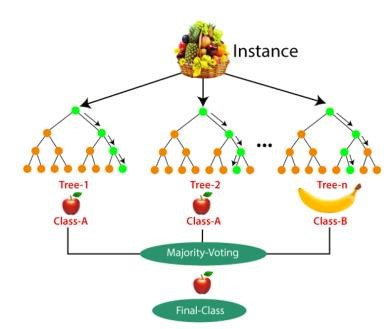 Instance
...
Tree-1
Tree-2
Tree-n
Class-A
Class-A
Class-B
Majority-Voting
Final-Class